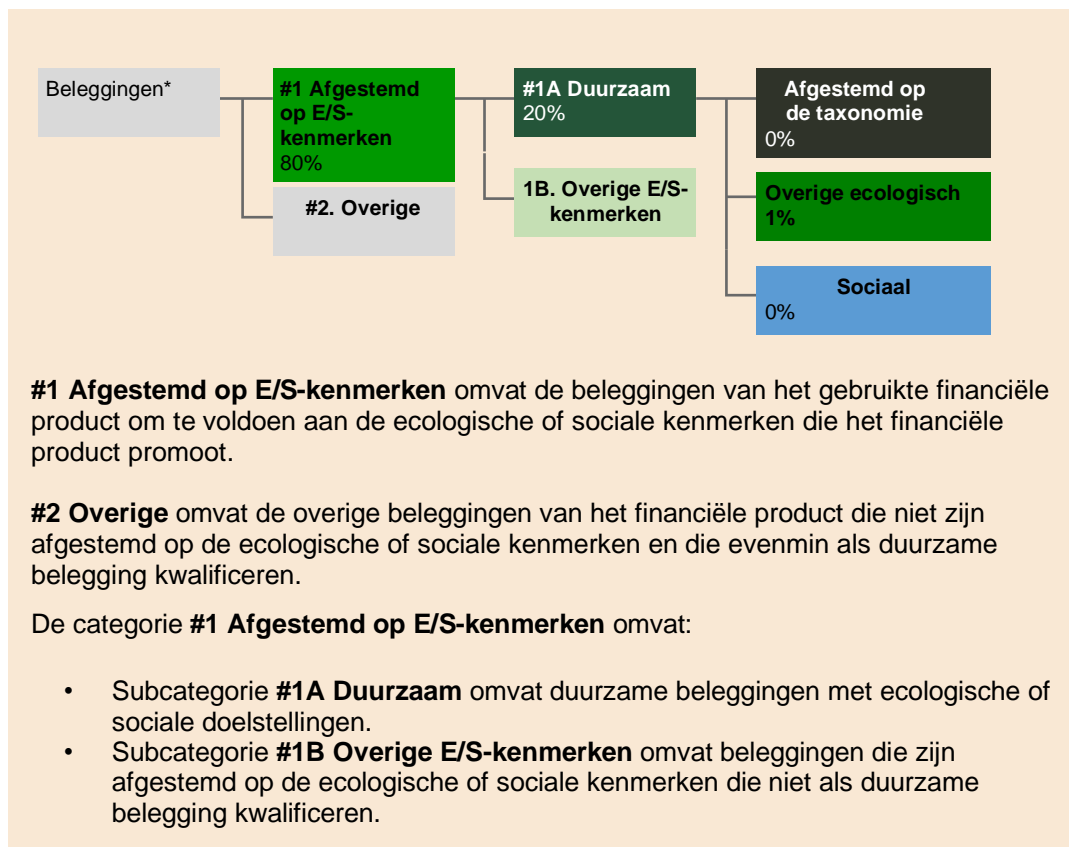 Beleggingen*
#1 Afgestemd
op E/S-
kenmerken
80%
#2. Overige
#1A Duurzaam
20%
1B. Overige E/S-
kenmerken
Afgestemd op
de taxonomie
0%
Overige ecologisch
1%
Sociaal
0%
#1 Afgestemd op E/S-kenmerken omvat de beleggingen van het gebruikte financiële
product om te voldoen aan de ecologische of sociale kenmerken die het financiële
product promoot.
#2 Overige omvat de overige beleggingen van het financiële product die niet zijn
afgestemd op de ecologische of sociale kenmerken en die evenmin als duurzame
belegging kwalificeren.
De categorie #1 Afgestemd op E/S-kenmerken omvat:
• Subcategorie #1A Duurzaam omvat duurzame beleggingen met ecologische of
sociale doelstellingen.
• Subcategorie #1B Overige E/S-kenmerken omvat beleggingen die zijn
afgestemd op de ecologische of sociale kenmerken die niet als duurzame
belegging kwalificeren.